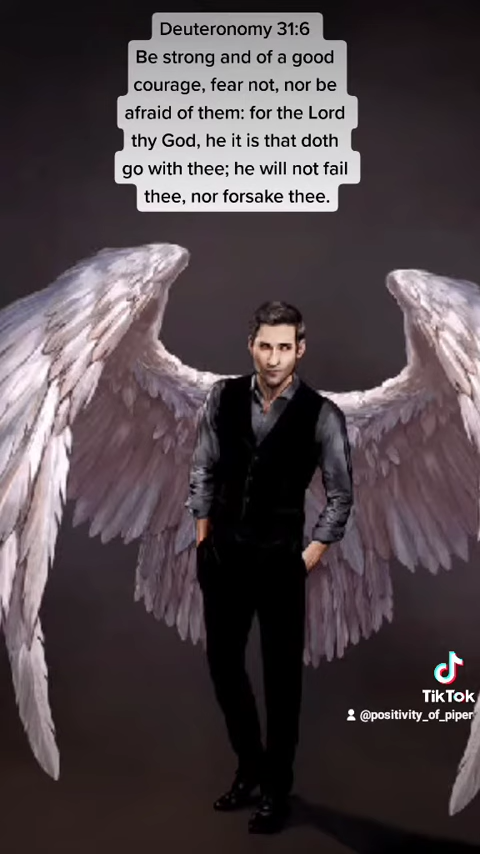 Deuteronomy 31:6
Be strong and of a good
courage, fear not, nor be
afraid of them: for the Lord
thy God, he it is that doth
go with thee; he will not fail
thee, nor forsake thee.
TikTok
@positivity_of_piper